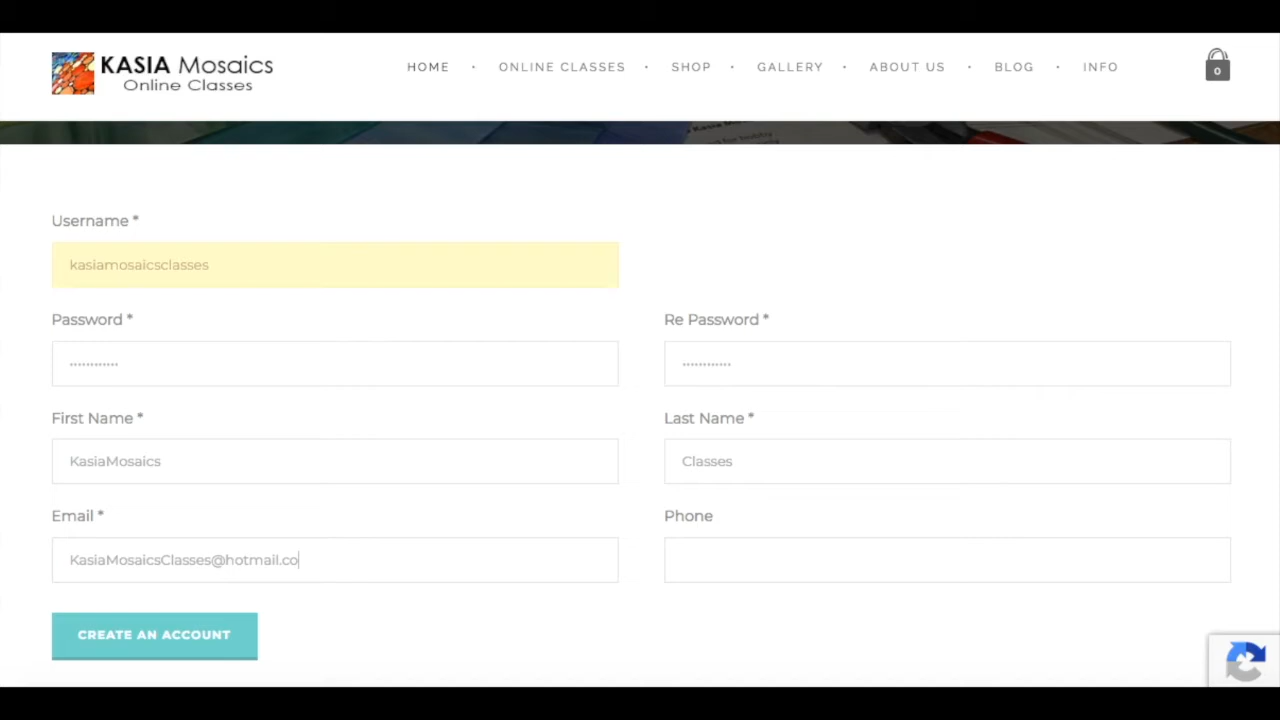 KASIA Mosaics
Online Classes
HOME · ONLINE CLASSES · SHOP · GALLERY · ABOUT US · BLOG · INFO
0
Username *
kasiamosaicsclasses
Password * Re Password *
•••••••••••• ••••••••••••
First Name * Last Name *
KasiaMosaics Classes
Email * Phone
KasiaMosaicsClasses@hotmail.co
CREATE AN ACCOUNT